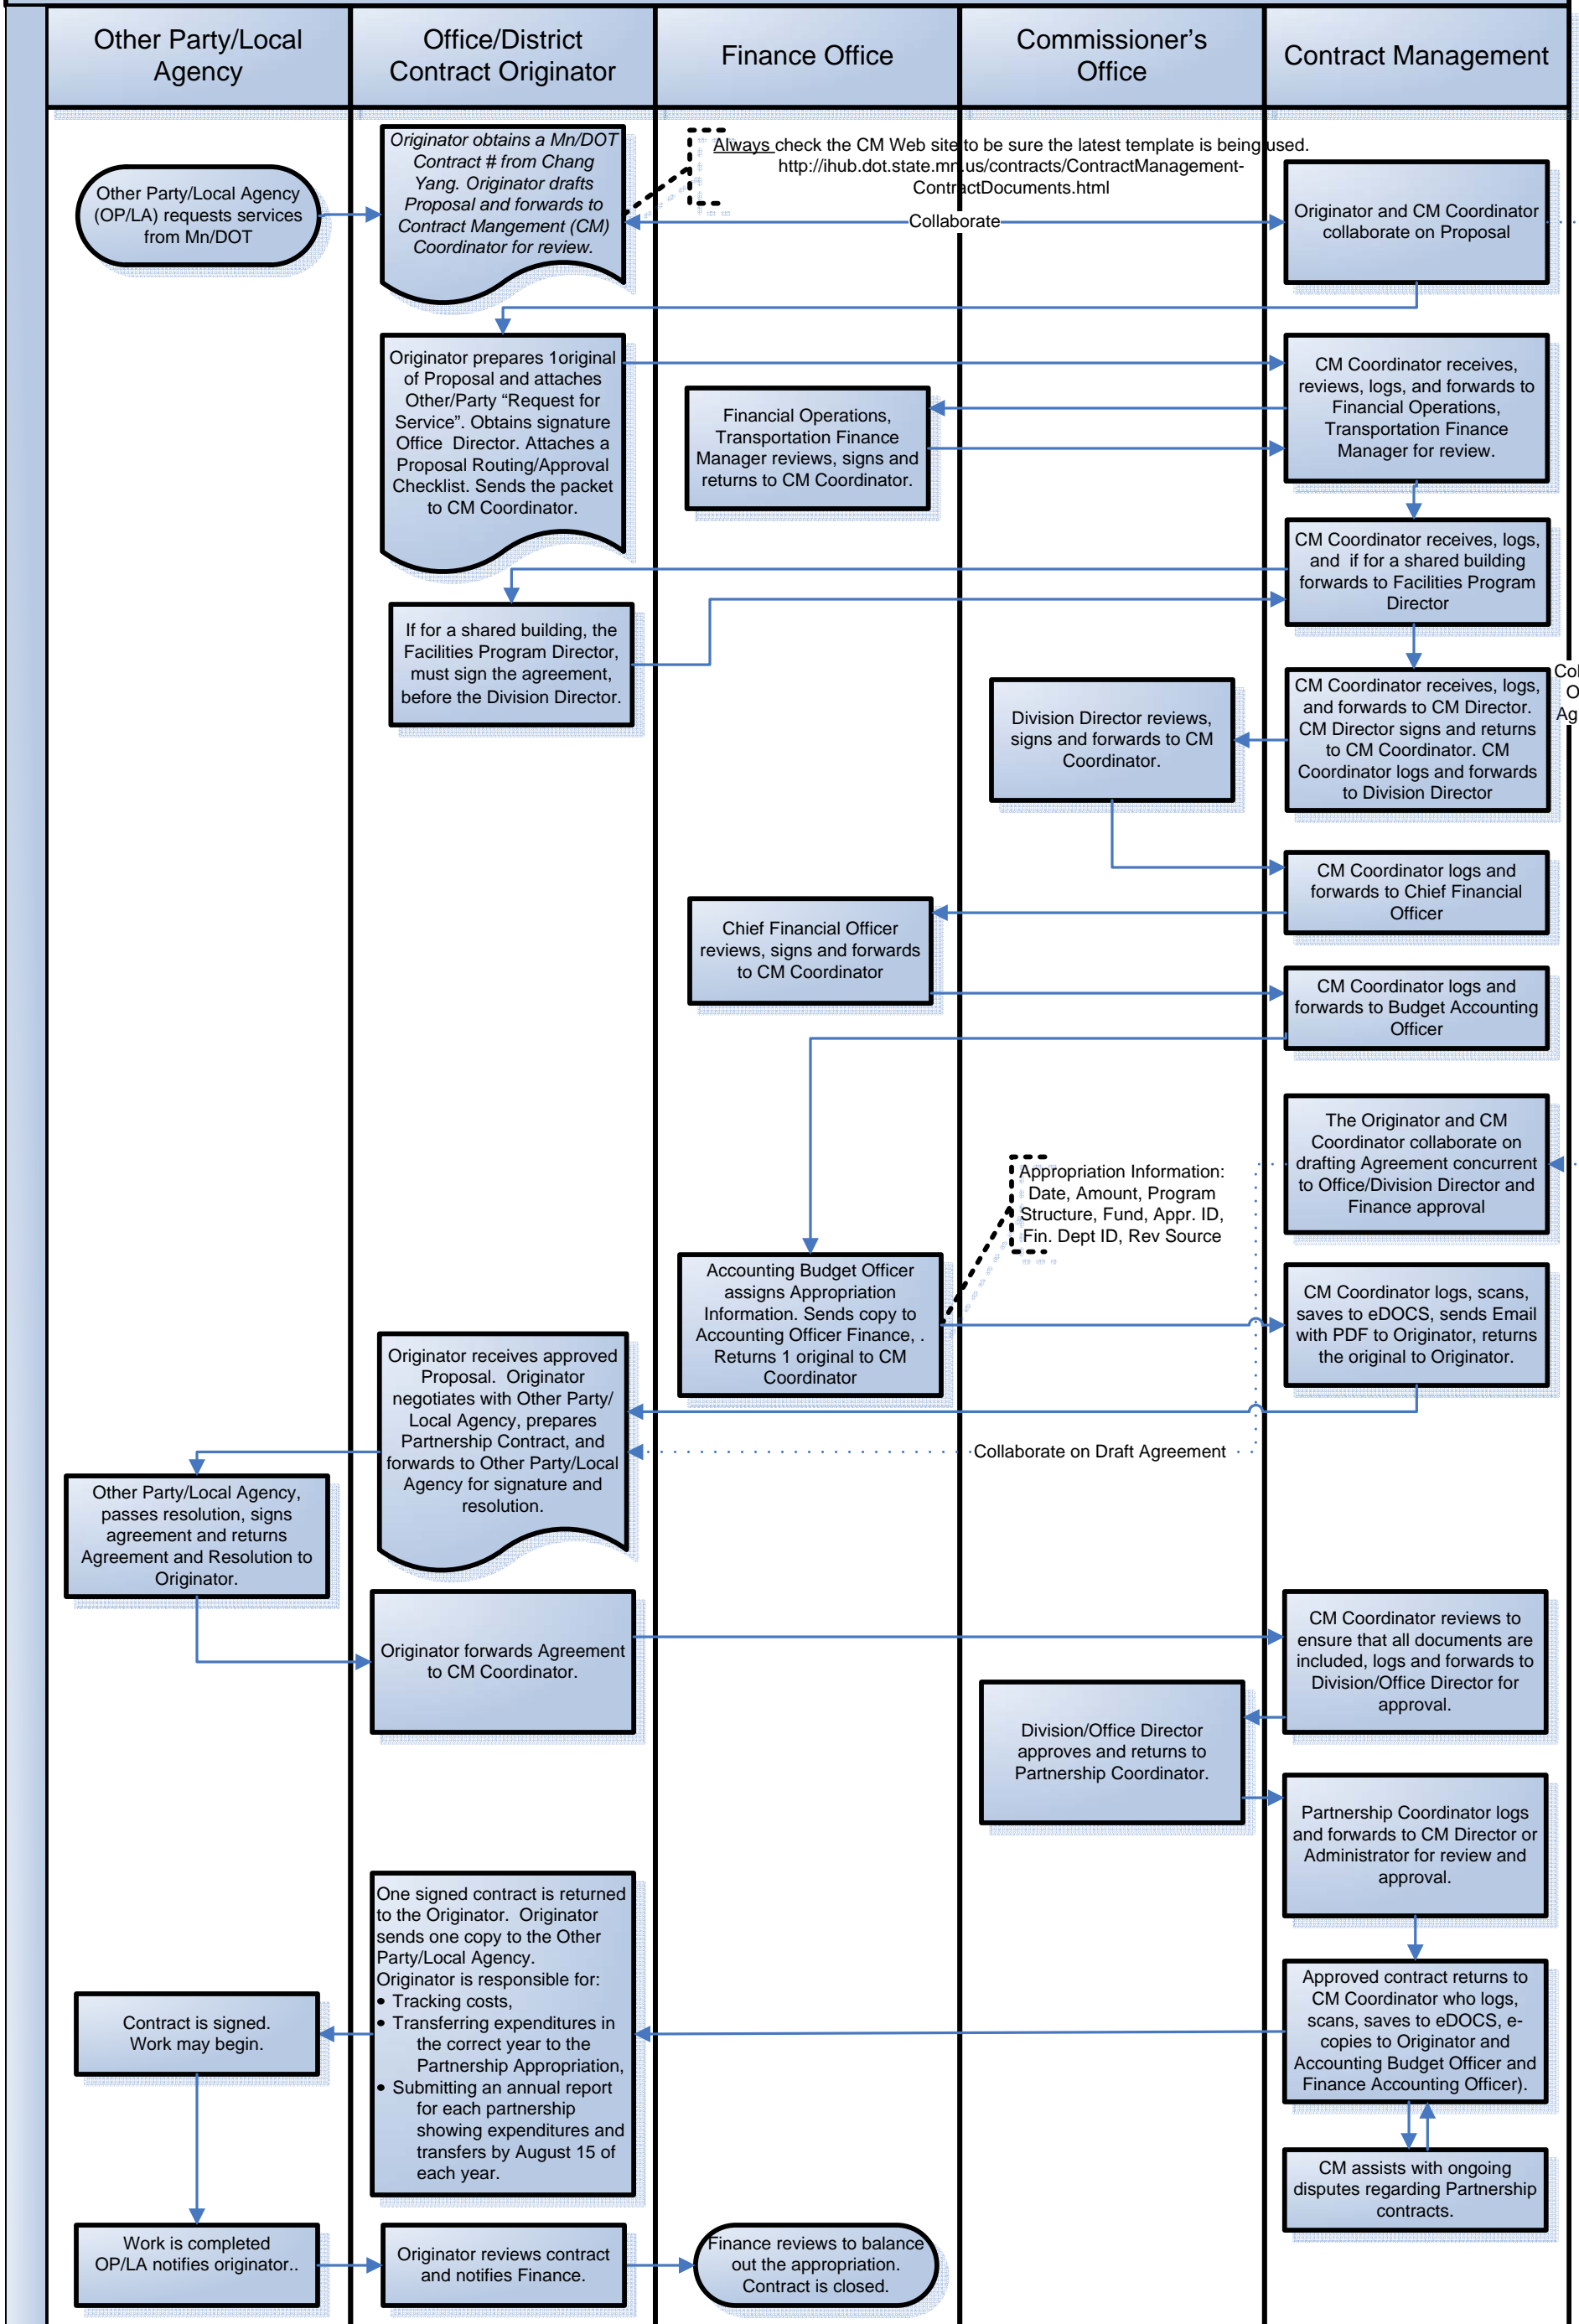 Other Party/Local
Agency
Office/District
Contract Originator
Finance Office
Commissioner's
Office
Contract Management
Other Party/Local Agency
(OP/LA) requests services
from Mn/DOT
Originator obtains a Mn/DOT
Contract # from Chang
Yang. Originator drafts
Proposal and forwards to
Contract Mangement (CM)
Coordinator for review.
Always check the CM Web site to be sure the latest template is being used.
http://ihub.dot.state.mn.us/contracts/ContractManagement-
ContractDocuments.html
Collaborate
Originator and CM Coordinator
collaborate on Proposal
Originator prepares 1original
of Proposal and attaches
Other/Party “Request for
Service”. Obtains signature
Office Director. Attaches a
Proposal Routing/Approval
Checklist. Sends the packet
to CM Coordinator.
Financial Operations,
Transportation Finance
Manager reviews, signs and
returns to CM Coordinator.
CM Coordinator receives,
reviews, logs, and forwards to
Financial Operations,
Transportation Finance
Manager for review.
CM Coordinator receives, logs,
and if for a shared building
forwards to Facilities Program
Director
If for a shared building, the
Facilities Program Director,
must sign the agreement,
before the Division Director.
Division Director reviews,
signs and forwards to CM
Coordinator.
CM Coordinator receives, logs,
and forwards to CM Director.
CM Director signs and returns
to CM Coordinator. CM
Coordinator logs and forwards
to Division Director
CM Coordinator logs and
forwards to Chief Financial
Officer
Chief Financial Officer
reviews, signs and forwards
to CM Coordinator
CM Coordinator logs and
forwards to Budget Accounting
Officer
The Originator and CM
Coordinator collaborate on
drafting Agreement concurrent
to Office/Division Director and
Finance approval
Appropriation Information:
Date, Amount, Program
Structure, Fund, Appr. ID,
Fin. Dept ID, Rev Source
Accounting Budget Officer
assigns Appropriation
Information. Sends copy to
Accounting Officer Finance, .
Returns 1 original to CM
Coordinator
CM Coordinator logs, scans,
saves to eDOCS, sends Email
with PDF to Originator, returns
the original to Originator.
Originator receives approved
Proposal. Originator
negotiates with Other Party/
Local Agency, prepares
Partnership Contract, and
forwards to Other Party/Local
Agency for signature and
resolution.
Collaborate on Draft Agreement
Other Party/Local Agency,
passes resolution, signs
agreement and returns
Agreement and Resolution to
Originator.
Originator forwards Agreement
to CM Coordinator.
CM Coordinator reviews to
ensure that all documents are
included, logs and forwards to
Division/Office Director for
approval.
Division/Office Director
approves and returns to
Partnership Coordinator.
Partnership Coordinator logs
and forwards to CM Director or
Administrator for review and
approval.
One signed contract is returned
to the Originator. Originator
sends one copy to the Other
Party/Local Agency.
Originator is responsible for:
• Tracking costs,
• Transferring expenditures in
the correct year to the
Partnership Appropriation,
• Submitting an annual report
for each partnership
showing expenditures and
transfers by August 15 of
each year.
Contract is signed.
Work may begin.
Approved contract returns to
CM Coordinator who logs,
scans, saves to eDOCS, e-
copies to Originator and
Accounting Budget Officer and
Finance Accounting Officer).
CM assists with ongoing
disputes regarding Partnership
contracts.
Work is completed
OP/LA notifies originator..
Originator reviews contract
and notifies Finance.
Finance reviews to balance
out the appropriation.
Contract is closed.